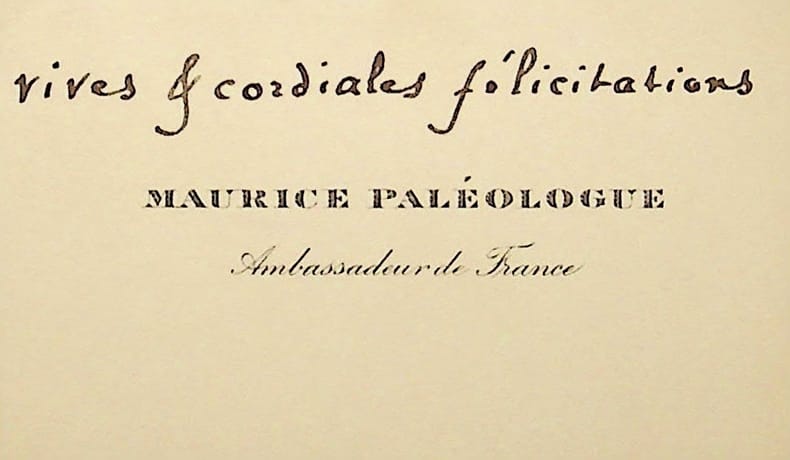 vives & cordiales félicitations
MAURICE PALÉOLOGUE
Ambassadeur de France